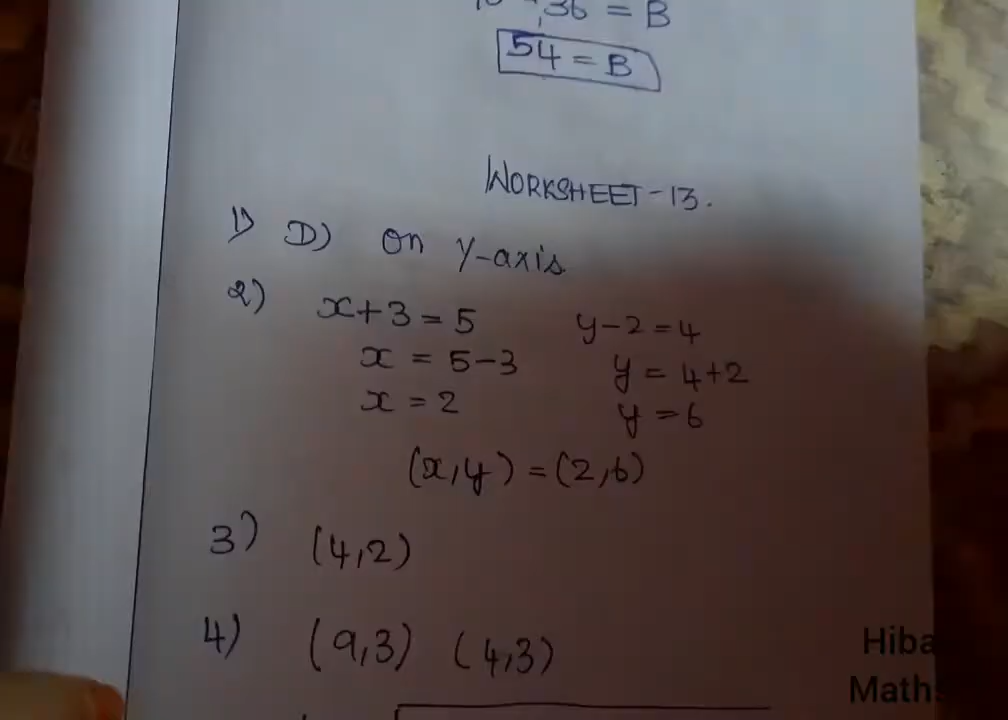 36 = B
54 = B
WORKSHEET-13.
1) D) on Y-axis.
2) x+3=5 y-2=4
x = 5-3 y = 4+2
x = 2 y = 6
(x,y) = (2,6)
3) (4,2)
4) (9,3) (4,3)
Hiba
Maths